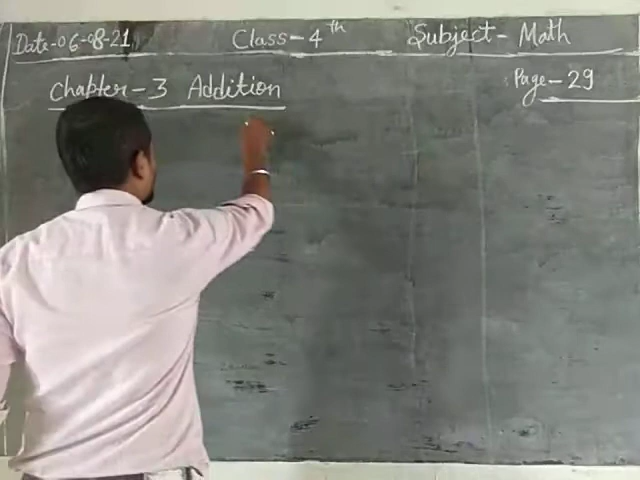 Date-06-08-21 Class-4th Subject-Math
Chapter-3 Addition Page-29